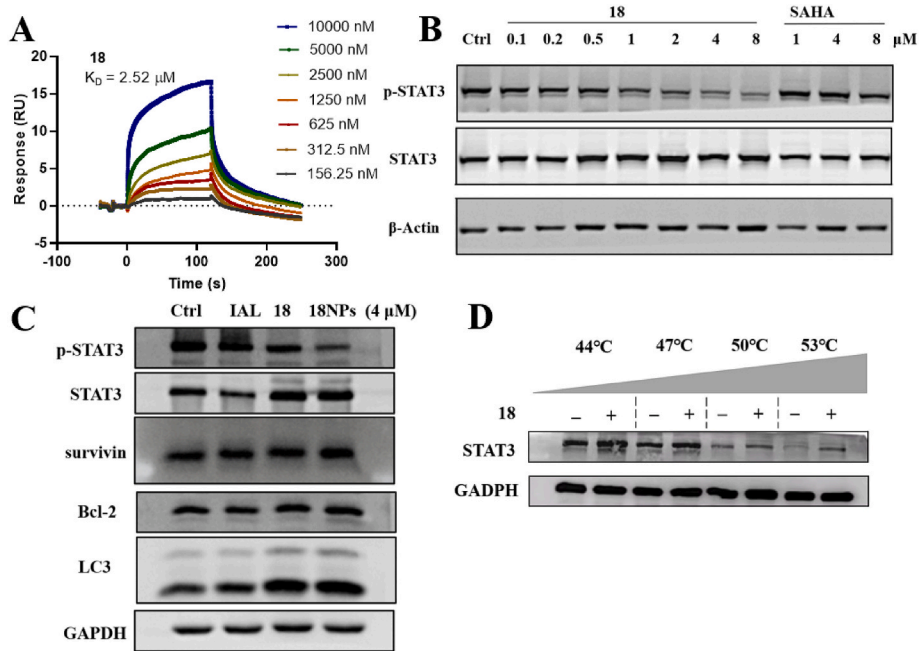 A
18
K_D = 2.52 μM
Response (RU)
40
30
20
15
10
5
0
-5
-100
0
100
200
300
Time (s)
10000 nM
5000 nM
2500 nM
1250 nM
625 nM
312.5 nM
156.25 nM
B
18
SAHA
Ctrl 0.1 0.2 0.5 1 2 4 8 1 4 8 μM
p-STAT3
STAT3
β-Actin
C
Ctrl IAL 18 18NPs (4 μM)
p-STAT3
STAT3
survivin
Bcl-2
LC3
GAPDH
D
44°C 47°C 50°C 53°C
18 – + – + – + – +
STAT3
GADPH